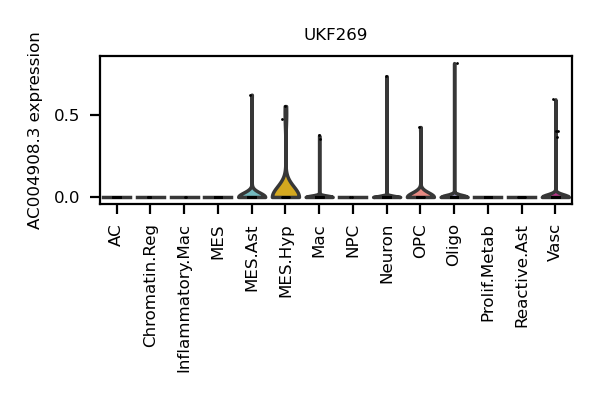 UKF269
AC004908.3 expression
0.5
0.0
AC
Chromatin.Reg
Inflammatory.Mac
MES
MES.Ast
MES.Hyp
Mac
NPC
Neuron
OPC
Oligo
Prolif.Metab
Reactive.Ast
Vasc